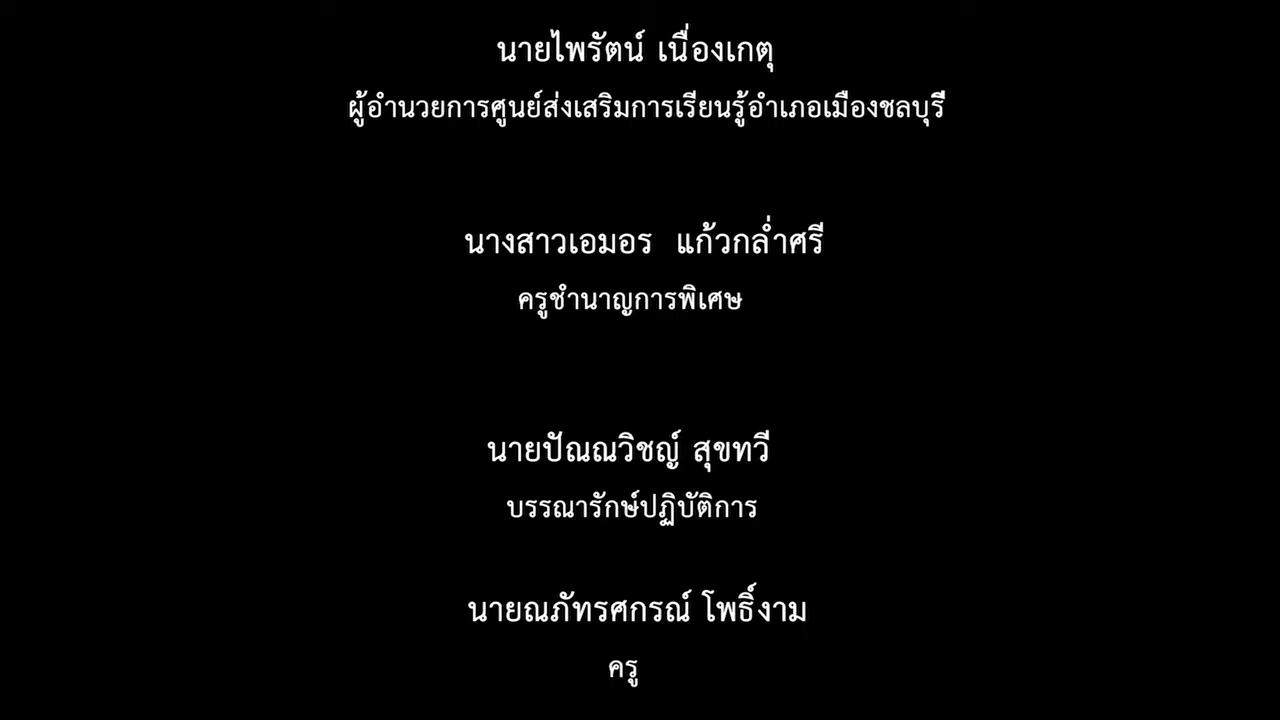 นายไพรัตน์ เนื่องเกตุ
ผู้อำนวยการศูนย์ส่งเสริมการเรียนรู้อำเภอเมืองชลบุรี
นางสาวเอมอร แก้วกล่ำศรี
ครูชำนาญการพิเศษ
นายปัณณวิชญ์ สุขทวี
บรรณารักษ์ปฏิบัติการ
นายณภัทรศกรณ์ โพธิ์งาม
ครู